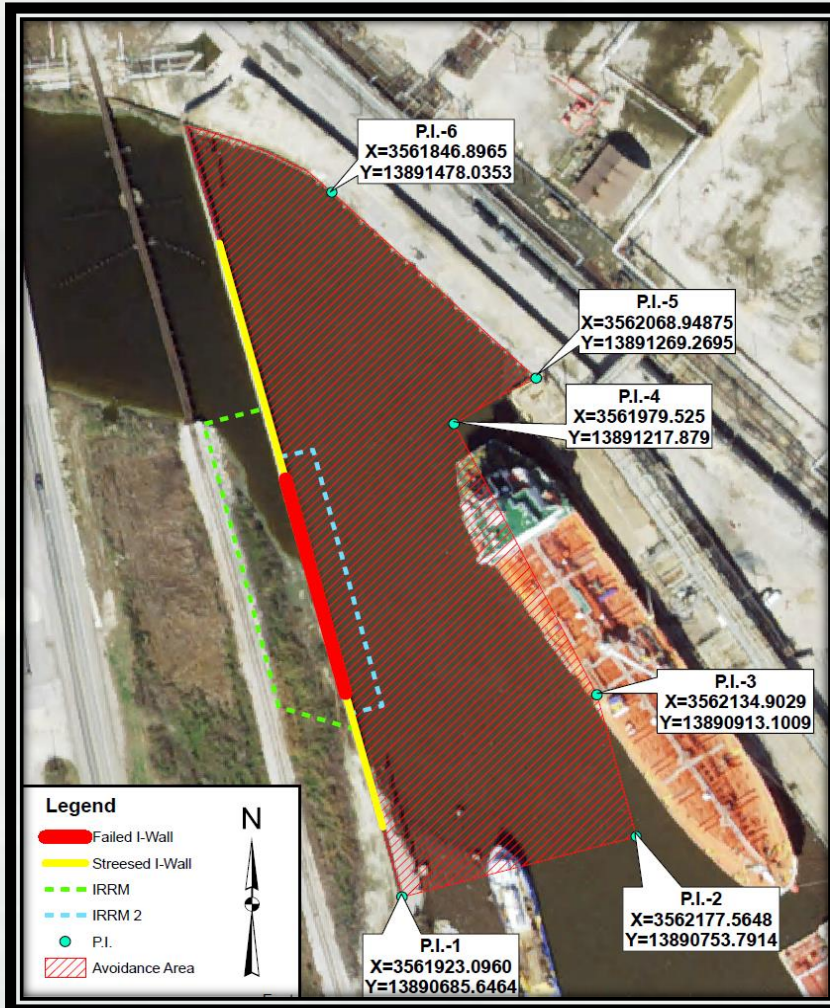 P.I.-6
X=3561846.8965
Y=13891478.0353
P.I.-5
X=3562068.94875
Y=13891269.2695
P.I.-4
X=3561979.525
Y=13891217.879
P.I.-3
X=3562134.9029
Y=13890913.1009
P.I.-2
X=3562177.5648
Y=13890753.7914
P.I.-1
X=3561923.0960
Y=13890685.6464
Legend
N
Failed I-Wall
Streesed I-Wall
IRRM
IRRM 2
P.I.
Avoidance Area